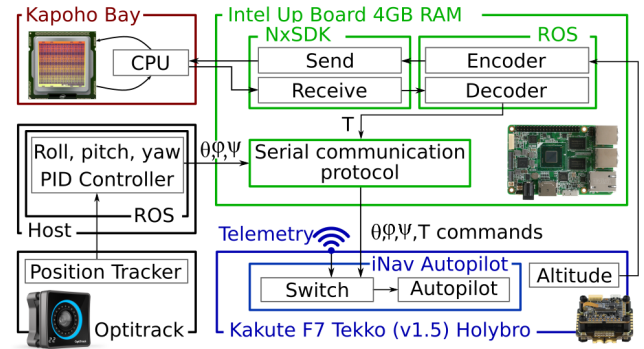 Kapoho Bay
CPU
Intel Up Board 4GB RAM
NxSDK
ROS
Send
Encoder
Receive
Decoder
T
Roll, pitch, yaw
PID Controller
ROS
Host
θ,φ,ψ
Serial communication
protocol
Telemetry
θ,φ,ψ,T commands
Position Tracker
Optitrack
iNav Autopilot
Switch
Autopilot
Altitude
Kakute F7 Tekko (v1.5) Holybro